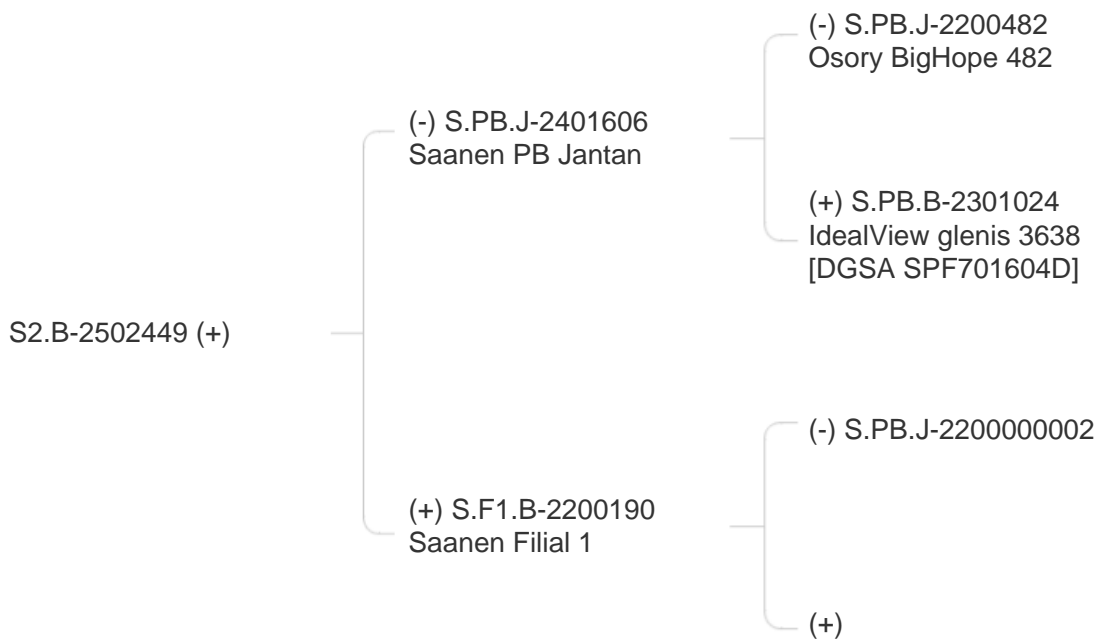 (-) S.PB.J-2200482
Osory BigHope 482
(-) S.PB.J-2401606
Saanen PB Jantan
(+) S.PB.B-2301024
IdealView glenis 3638
[DGSA SPF701604D]
S2.B-2502449 (+)
(-) S.PB.J-2200000002
(+) S.F1.B-2200190
Saanen Filial 1
(+)